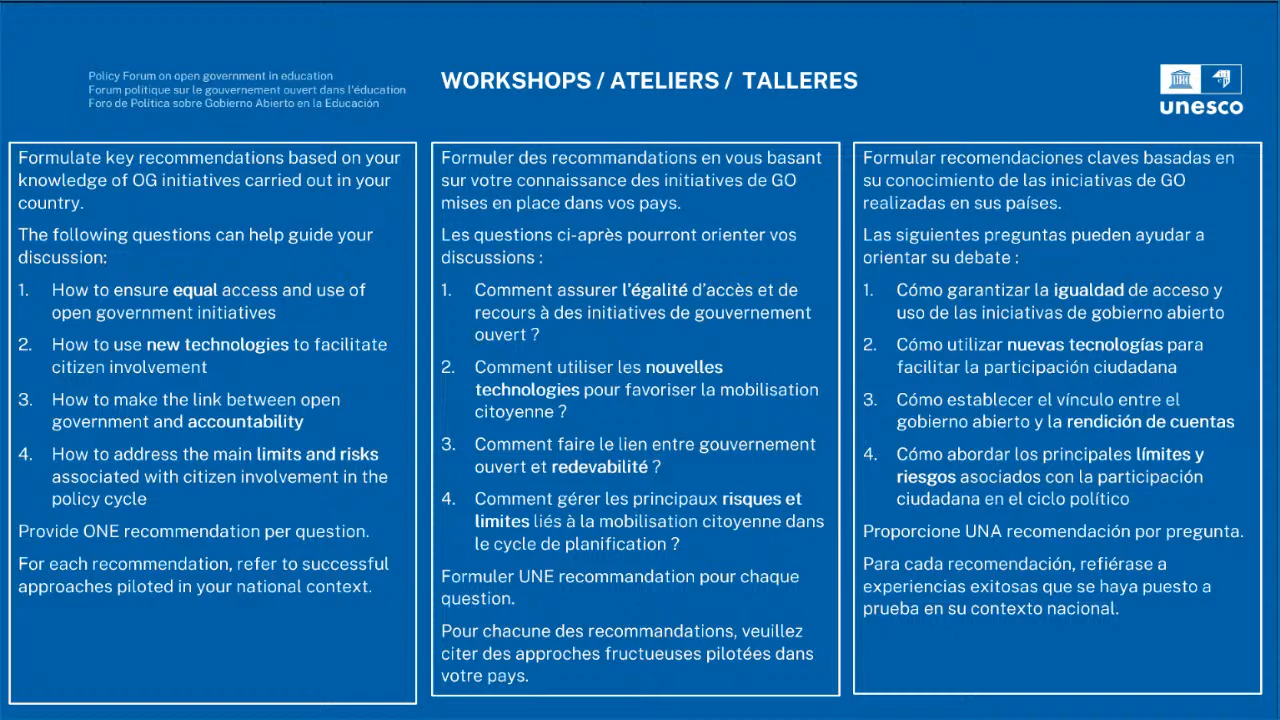 Policy Forum on open government in education
Forum politique sur le gouvernement ouvert dans l'éducation
Foro de Política sobre Gobierno Abierto en la Educación
WORKSHOPS / ATELIERS / TALLERES
unesco
Formulate key recommendations based on your
knowledge of OG initiatives carried out in your
country.
The following questions can help guide your
discussion:
1. How to ensure equal access and use of
open government initiatives
2. How to use new technologies to facilitate
citizen involvement
3. How to make the link between open
government and accountability
4. How to address the main limits and risks
associated with citizen involvement in the
policy cycle
Provide ONE recommendation per question.
For each recommendation, refer to successful
approaches piloted in your national context.
Formuler des recommandations en vous basant
sur votre connaissance des initiatives de GO
mises en place dans vos pays.
Les questions ci-après pourront orienter vos
discussions :
1. Comment assurer l'égalité d'accès et de
recours à des initiatives de gouvernement
ouvert ?
2. Comment utiliser les nouvelles
technologies pour favoriser la mobilisation
citoyenne ?
3. Comment faire le lien entre gouvernement
ouvert et redevabilité ?
4. Comment gérer les principaux risques et
limites liés à la mobilisation citoyenne dans
le cycle de planification ?
Formuler UNE recommandation pour chaque
question.
Pour chacune des recommandations, veuillez
citer des approches fructueuses pilotées dans
votre pays.
Formular recomendaciones claves basadas en
su conocimiento de las iniciativas de GO
realizadas en sus países.
Las siguientes preguntas pueden ayudar a
orientar su debate :
1. Cómo garantizar la igualdad de acceso y
uso de las iniciativas de gobierno abierto
2. Cómo utilizar nuevas tecnologías para
facilitar la participación ciudadana
3. Cómo establecer el vínculo entre el
gobierno abierto y la rendición de cuentas
4. Cómo abordar los principales límites y
riesgos asociados con la participación
ciudadana en el ciclo político
Proporcione UNA recomendación por pregunta.
Para cada recomendación, refiérase a
experiencias exitosas que se haya puesto a
prueba en su contexto nacional.